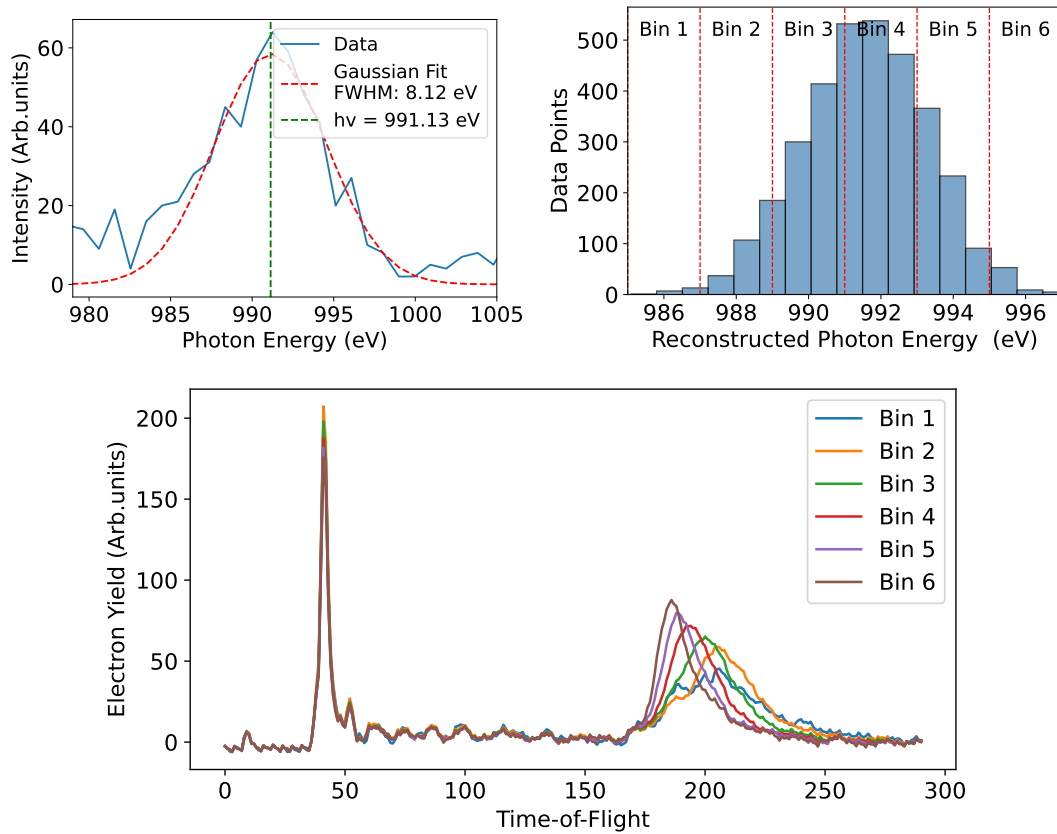 Intensity (Arb.units)
60
40
20
0
Data
Gaussian Fit
FWHM: 8.12 eV
hν = 991.13 eV
980 985 990 995 1000 1005
Photon Energy (eV)
Data Points
500
400
300
200
100
0
Bin 1 Bin 2 Bin 3 Bin 4 Bin 5 Bin 6
986 988 990 992 994 996
Reconstructed Photon Energy (eV)
Electron Yield (Arb.units)
200
150
100
50
0
Bin 1
Bin 2
Bin 3
Bin 4
Bin 5
Bin 6
0 50 100 150 200 250 300
Time-of-Flight